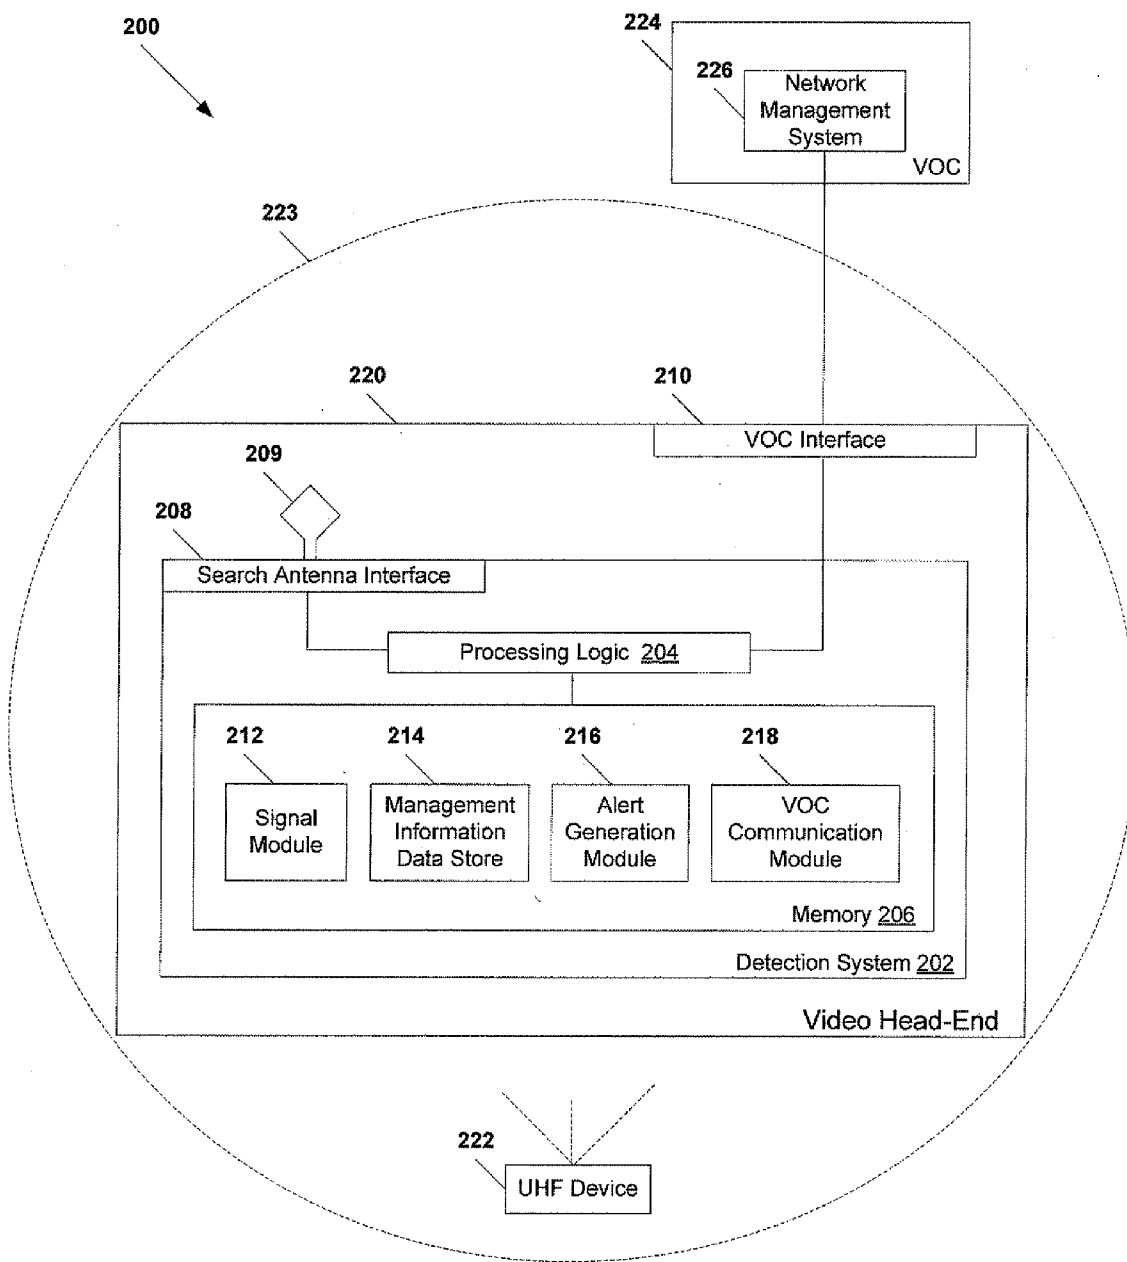 200
224
226
Network
Management
System
VOC
223
220
210
VOC Interface
209
208
Search Antenna Interface
Processing Logic 204
212
214
216
218
Signal
Module
Management
Information
Data Store
Alert
Generation
Module
VOC
Communication
Module
Memory 206
Detection System 202
Video Head-End
222
UHF Device